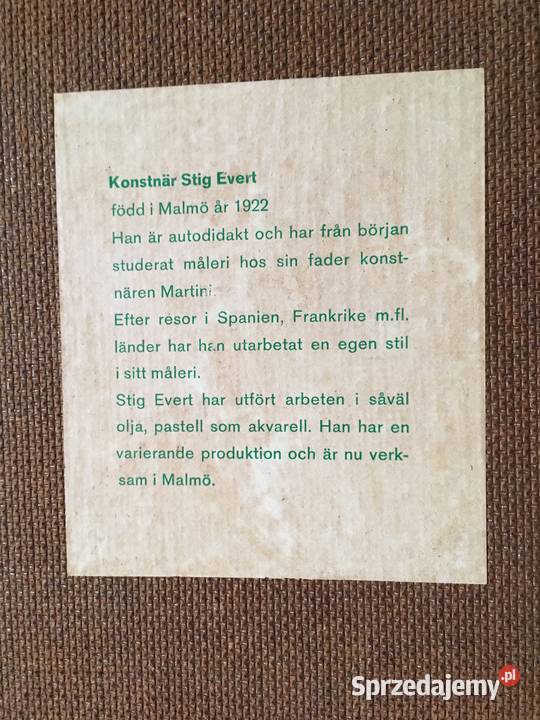 Konstnär Stig Evert
född i Malmö år 1922
Han är autodidakt och har från början
studerat måleri hos sin fader konst-
nären Martini.
Efter resor i Spanien, Frankrike m.fl.
länder har han utarbetat en egen stil
i sitt måleri.
Stig Evert har utfört arbeten i såväl
olja, pastell som akvarell. Han har en
varierande produktion och är nu verk-
sam i Malmö.
Sprzedajemy.pl